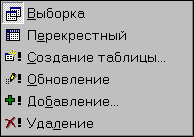 Выборка
Перекрестный
Создание таблицы...
Обновление
Добавление...
Удаление